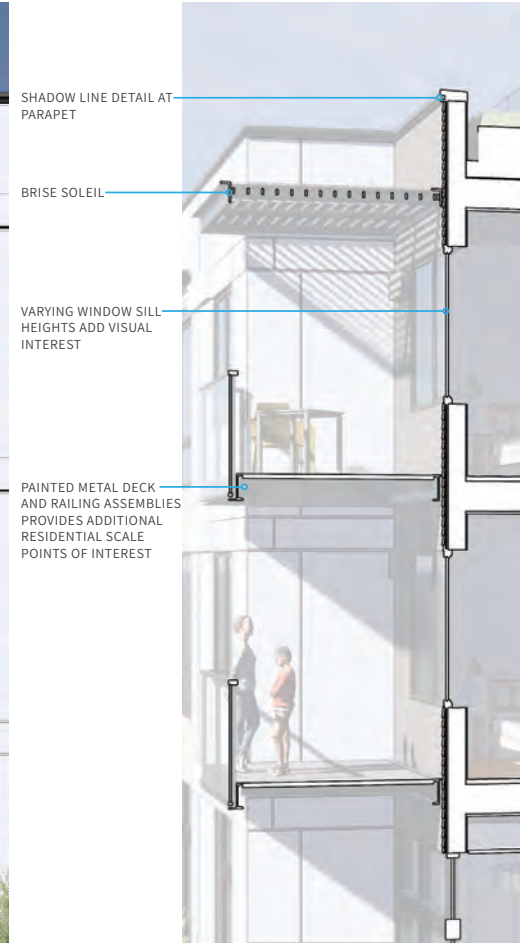 SHADOW LINE DETAIL AT
PARAPET
BRISE SOLEIL
VARYING WINDOW SILL
HEIGHTS ADD VISUAL
INTEREST
PAINTED METAL DECK
AND RAILING ASSEMBLIES
PROVIDES ADDITIONAL
RESIDENTIAL SCALE
POINTS OF INTEREST